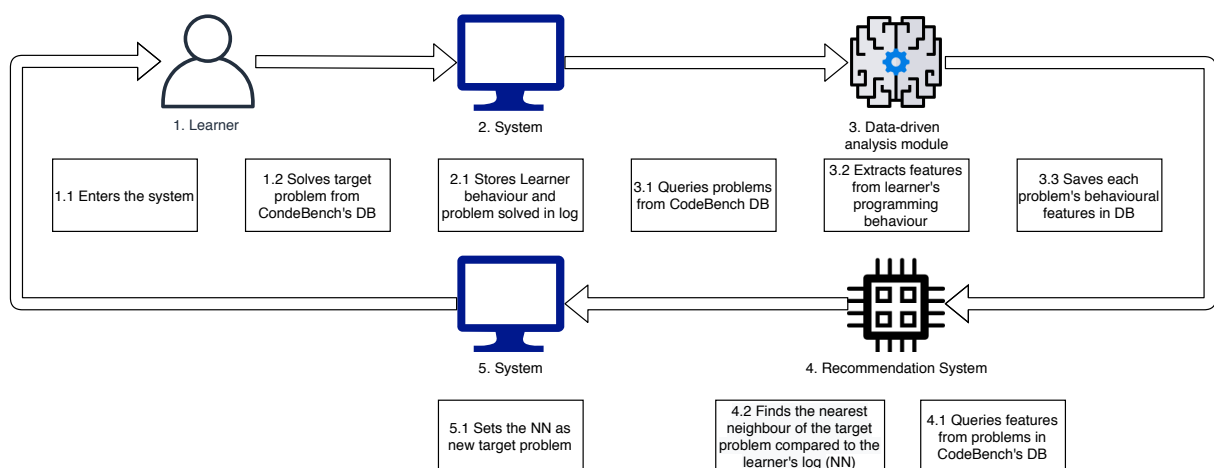 1. Learner
2. System
3. Data-driven
analysis module
1.1 Enters the
system
1.2 Solves target
problem from
CondeBench's DB
2.1 Stores Learner
behaviour and
problem solved in log
3.1 Queries problems
from CodeBench DB
3.2 Extracts features
from learner's
programming
behaviour
3.3 Saves each
problem's behavioural
features in DB
5. System
4. Recommendation System
5.1 Sets the NN as
new target problem
4.2 Finds the nearest
neighbour of the target
problem compared to the
learner's log (NN)
4.1 Queries features
from problems in
CodeBench's DB